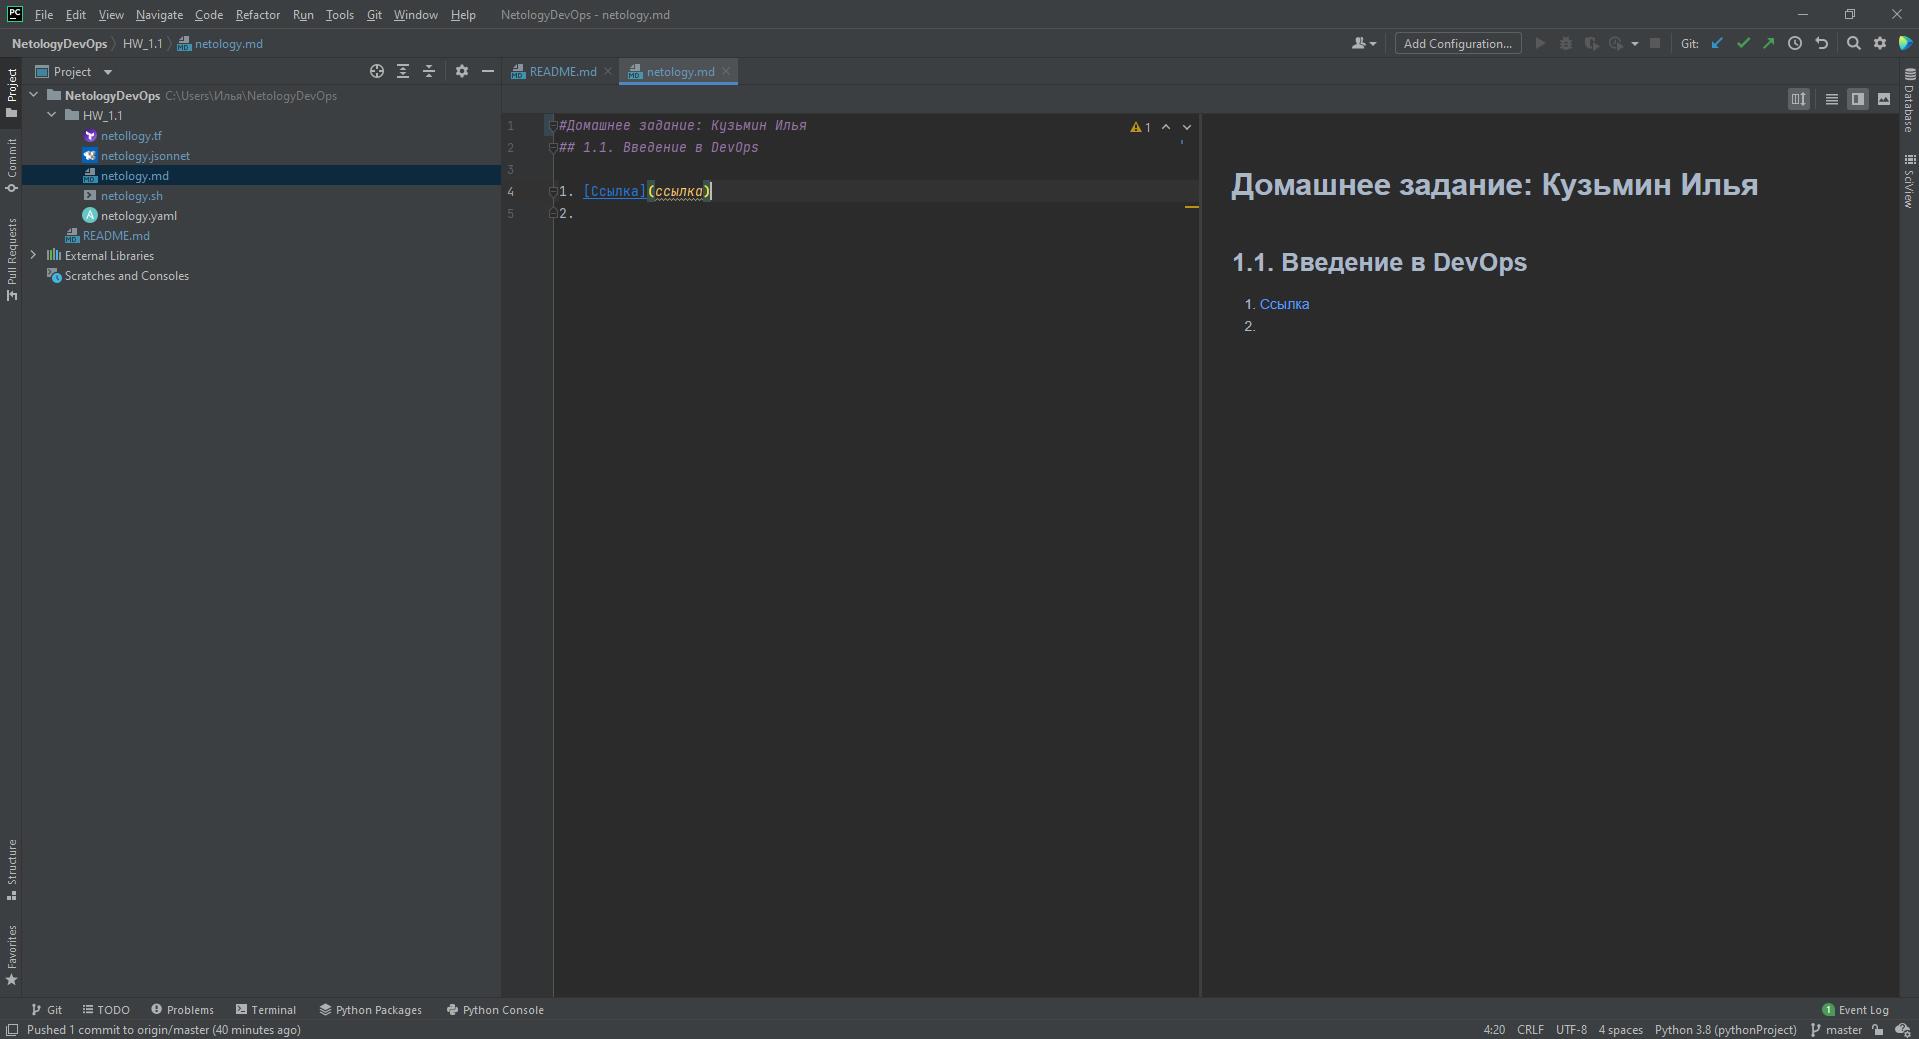 PC File Edit View Navigate Code Refactor Run Tools Git Window Help NetologyDevOps - netology.md
NetologyDevOps HW_1.1 netology.md Add Configuration... Git:
Project
README.md netology.md
NetologyDevOps C:\Users\Илья\NetologyDevOps
HW_1.1
netollogy.tf
netology.jsonnet
netology.md
netology.sh
netology.yaml
README.md
External Libraries
Scratches and Consoles
Project
Commit
Pull Requests
Structure
Favorites
1 #Домашнее задание: Кузьмин Илья 1
2 ## 1.1. Введение в DevOps
3
4 1. [Ссылка](ссылка)
5 2.
Домашнее задание: Кузьмин Илья
1.1. Введение в DevOps
1. Ссылка
2.
Database
SciView
Git TODO Problems Terminal Python Packages Python Console 1 Event Log
Pushed 1 commit to origin/master (40 minutes ago) 4:20 CRLF UTF-8 4 spaces Python 3.8 (pythonProject) master